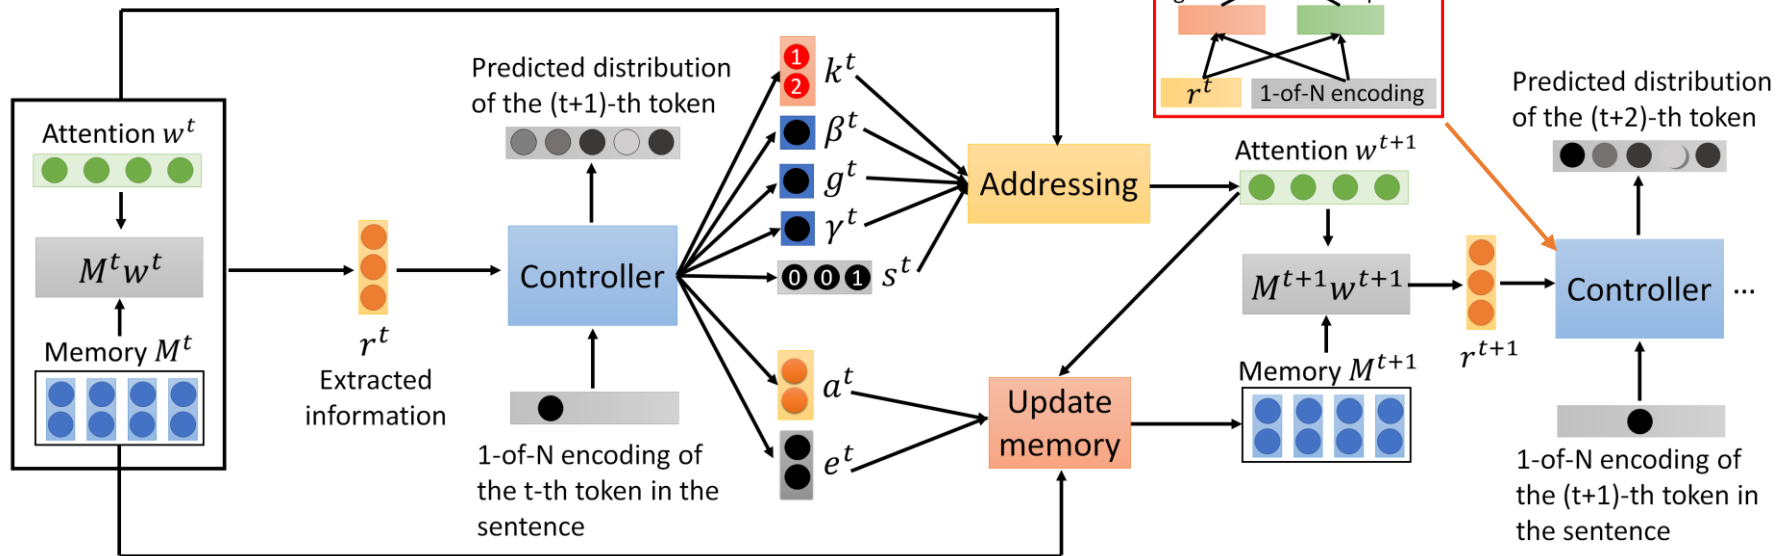 Attention w^t
M^t w^t
Memory M^t
r^t
Extracted
information
Predicted distribution
of the (t+1)-th token
Controller
1-of-N encoding of
the t-th token in the
sentence
1
2
k^t
β^t
g^t
γ^t
0 0 1
s^t
a^t
e^t
Addressing
Update
memory
r^t
1-of-N encoding
Attention w^{t+1}
M^{t+1} w^{t+1}
Memory M^{t+1}
r^{t+1}
Predicted distribution
of the (t+2)-th token
Controller
...
1-of-N encoding of
the (t+1)-th token in
the sentence